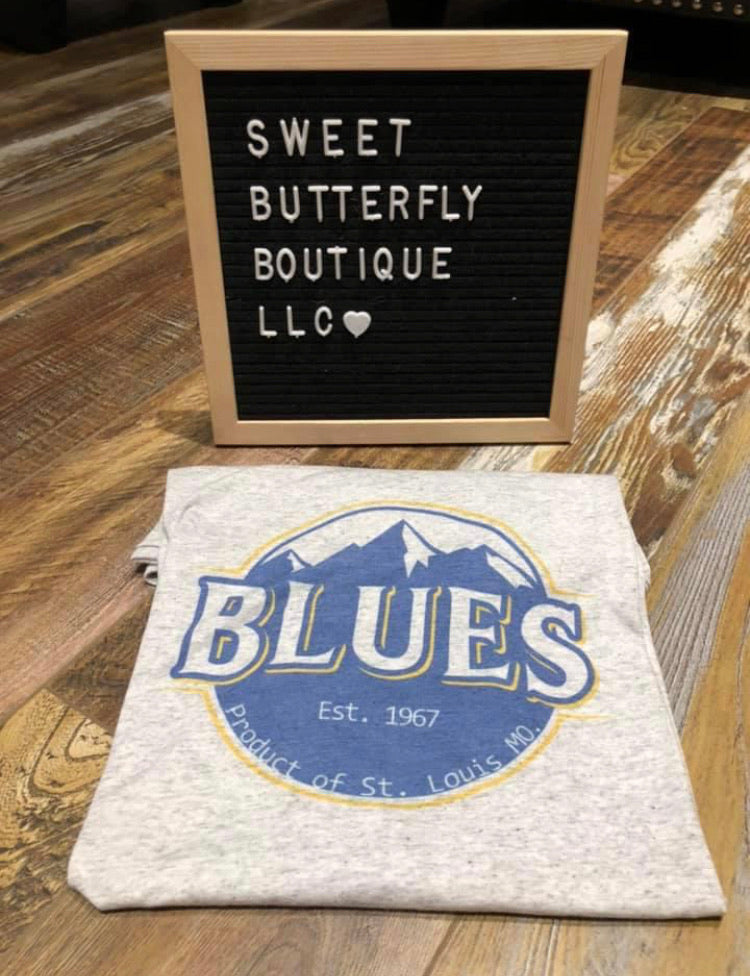 SWEET
BUTTERFLY
BOUTIQUE
LLC♥
BLUES
Est. 1967
Product of St. Louis MO.